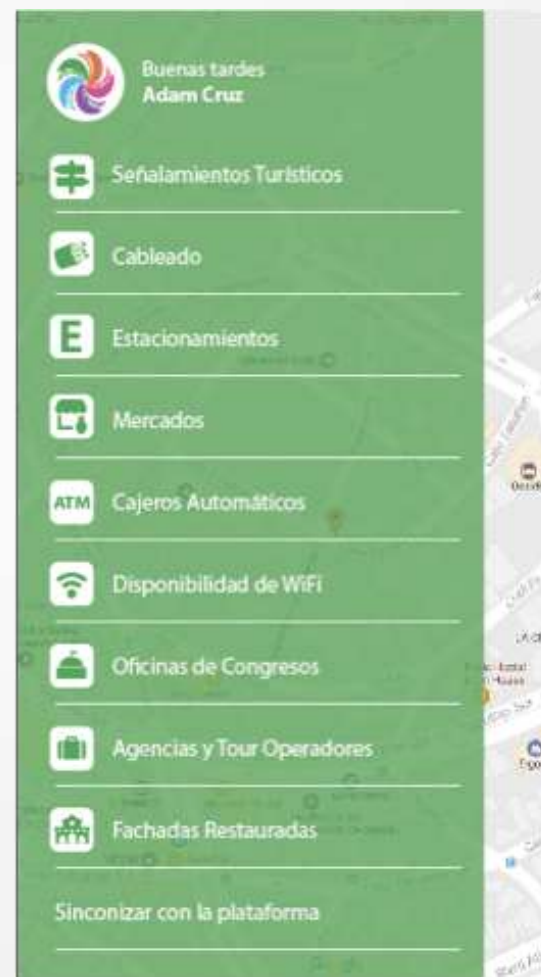 Buenas tardes
Adam Cruz
Señalamientos Turísticos
Cableado
E
Estacionamientos
Mercados
ATM
Cajeros Automáticos
Disponibilidad de WiFi
Oficinas de Congresos
Agencias y Tour Operadores
Fachadas Restauradas
Sinconizar con la plataforma